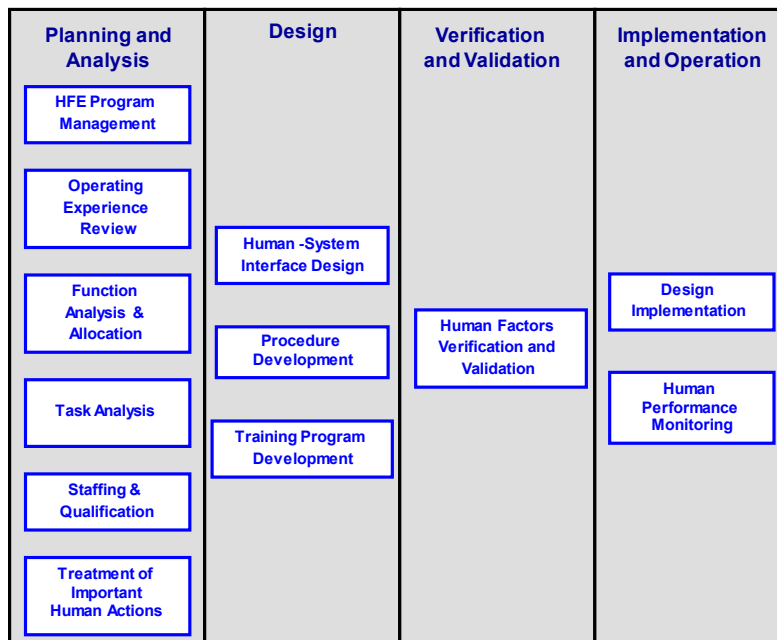 Planning and
Analysis
HFE Program
Management
Operating
Experience
Review
Function
Analysis &
Allocation
Task Analysis
Staffing &
Qualification
Treatment of
Important
Human Actions
Design
Human -System
Interface Design
Procedure
Development
Training Program
Development
Verification
and Validation
Human Factors
Verification and
Validation
Implementation
and Operation
Design
Implementation
Human
Performance
Monitoring